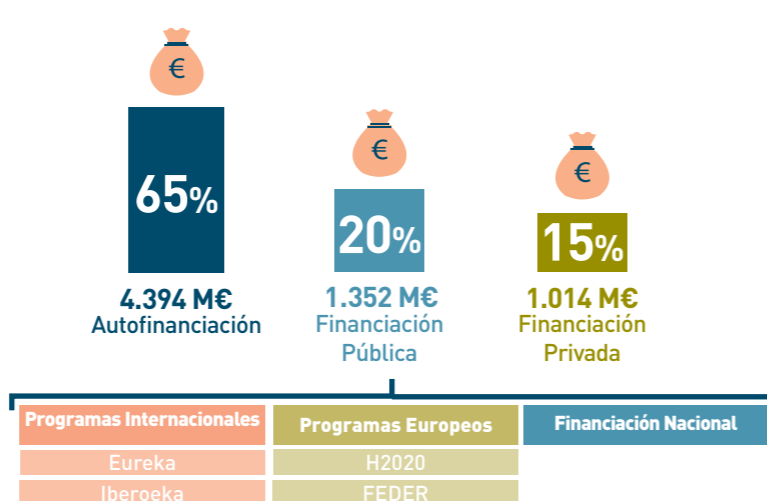 €
€
€
65%
20%
15%
4.394 M€
Autofinanciación
1.352 M€
Financiación
Pública
1.014 M€
Financiación
Privada
Programas Internacionales
Programas Europeos
Financiación Nacional
Eureka
H2020
Iberoeka
FEDER